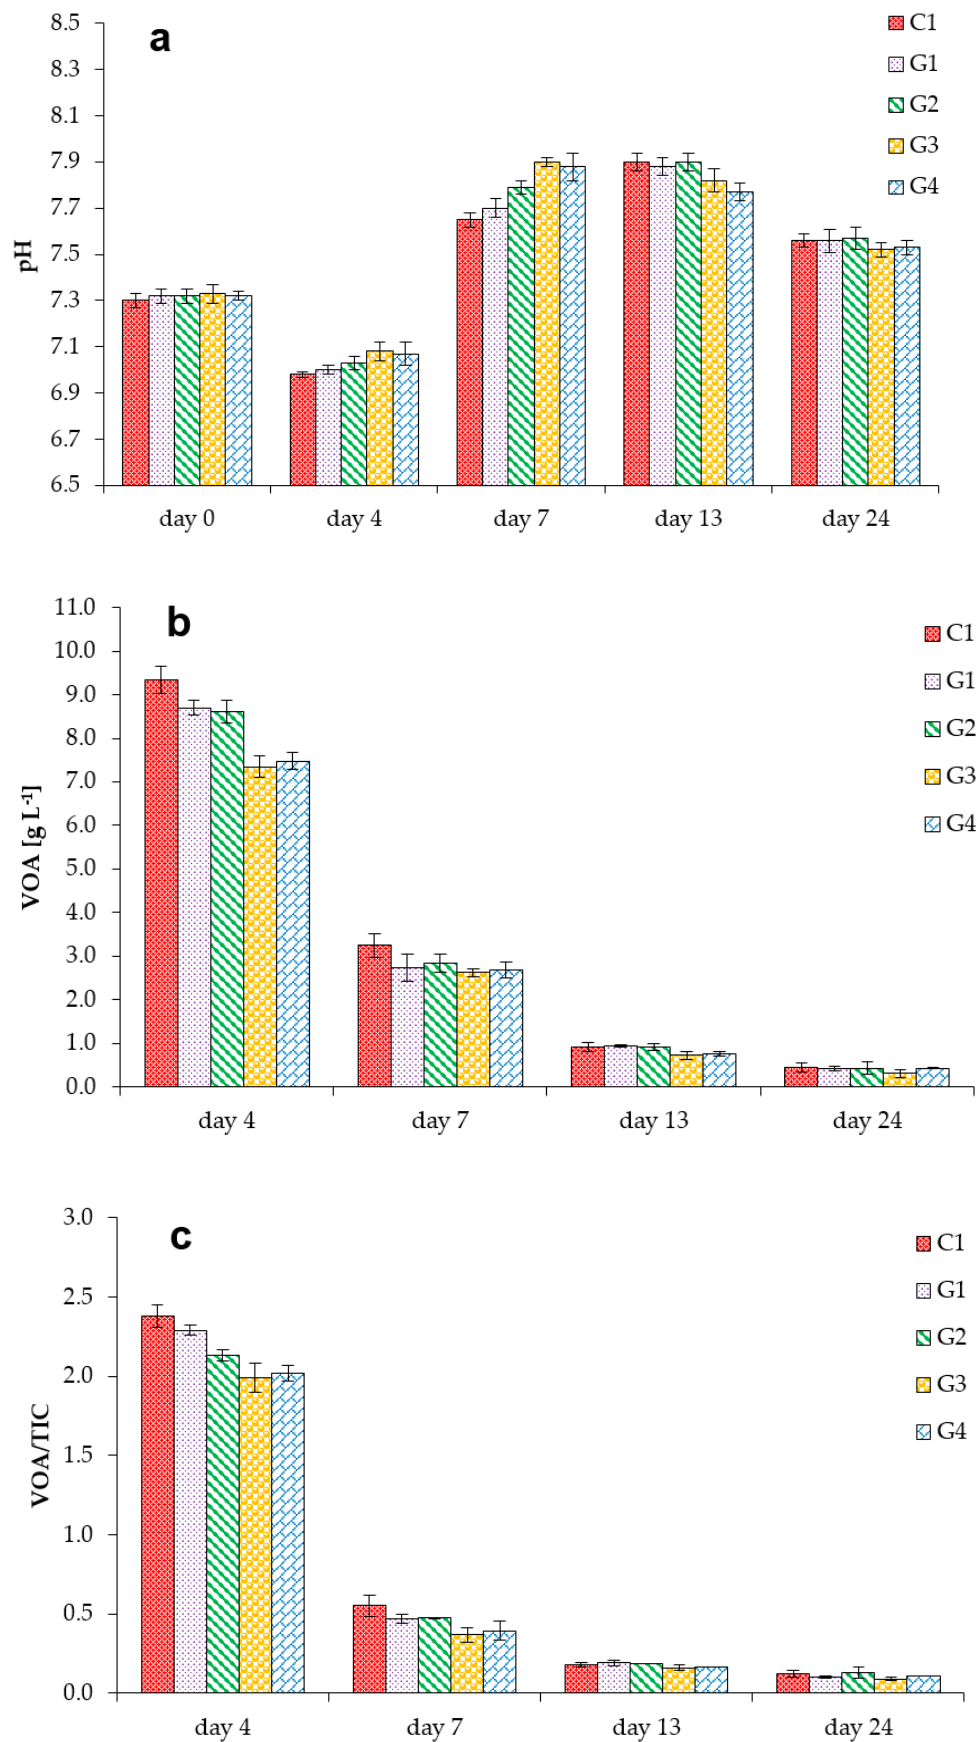 a
8.5
8.3
8.1
7.9
7.7
7.5
7.3
7.1
6.9
6.7
6.5
pH
C1
G1
G2
G3
G4
day 0 day 4 day 7 day 13 day 24
b
11.0
10.0
9.0
8.0
7.0
6.0
5.0
4.0
3.0
2.0
1.0
0.0
VOA [g L⁻¹]
C1
G1
G2
G3
G4
day 4 day 7 day 13 day 24
c
3.0
2.5
2.0
1.5
1.0
0.5
0.0
VOA/TIC
C1
G1
G2
G3
G4
day 4 day 7 day 13 day 24